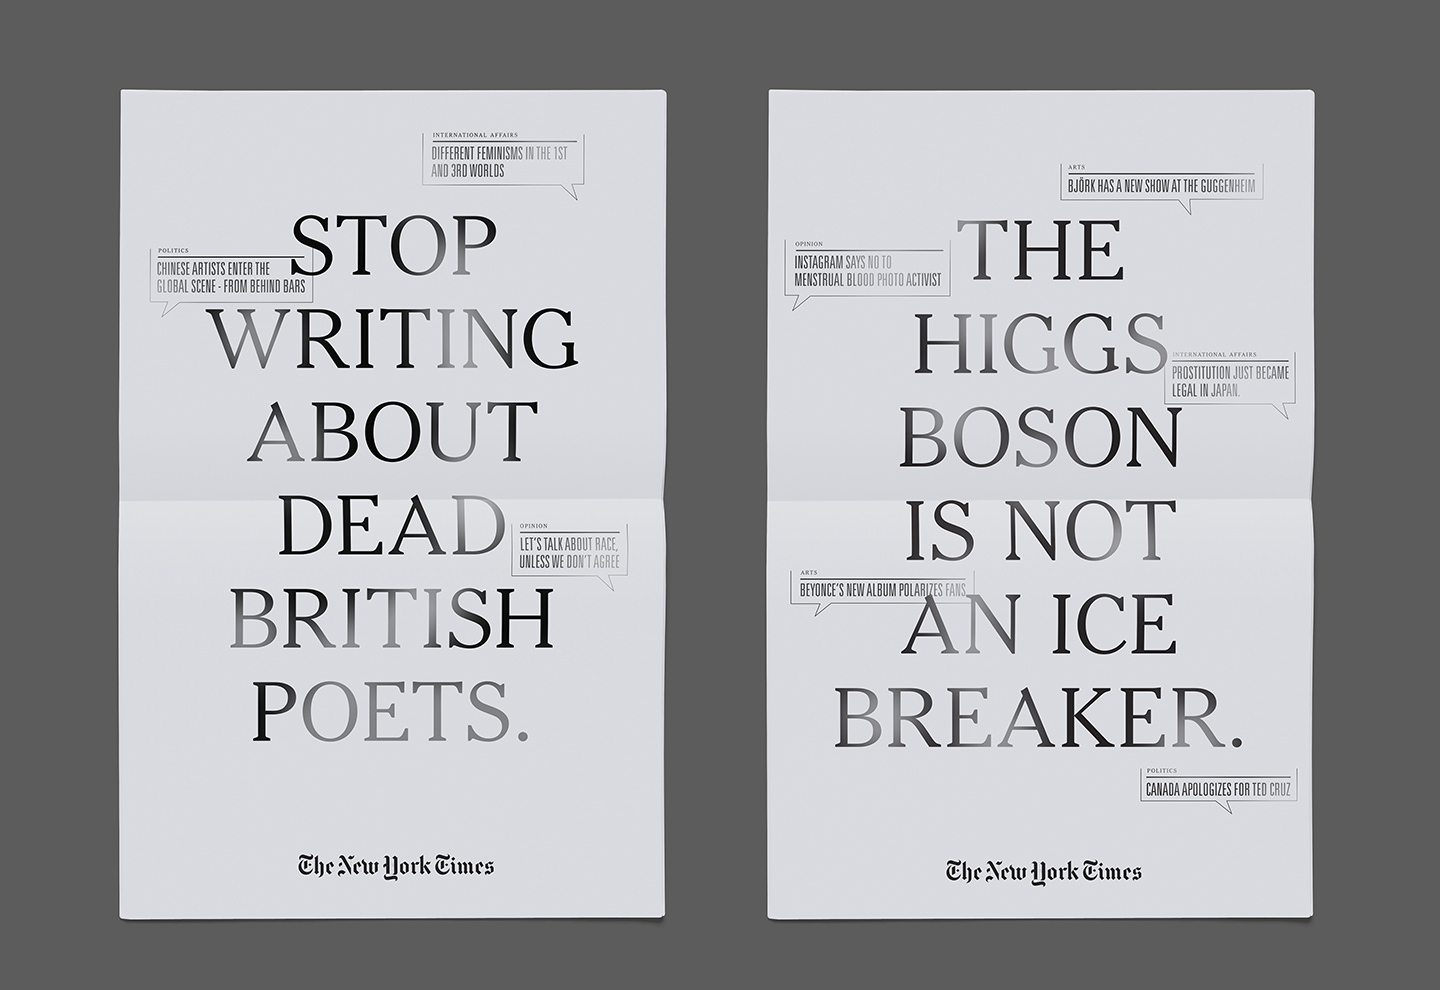 INTERNATIONAL AFFAIRS
DIFFERENT FEMINISMS IN THE 1ST
AND 3RD WORLDS
STOP
POLITICS
CHINESE ARTISTS ENTER THE
GLOBAL SCENE - FROM BEHIND BARS
WRITING
ABOUT
DEAD
OPINION
LET'S TALK ABOUT RACE,
UNLESS WE DON'T AGREE
BRITISH
POETS.
The New York Times
ARTS
BJÖRK HAS A NEW SHOW AT THE GUGGENHEIM
THE
OPINION
INSTAGRAM SAYS NO TO
MENSTRUAL BLOOD PHOTO ACTIVIST
HIGGS
INTERNATIONAL AFFAIRS
PROSTITUTION JUST BECAME
LEGAL IN JAPAN.
BOSON
IS NOT
ARTS
BEYONCE'S NEW ALBUM POLARIZES FANS
AN ICE
BREAKER.
POLITICS
CANADA APOLOGIZES FOR TED CRUZ
The New York Times